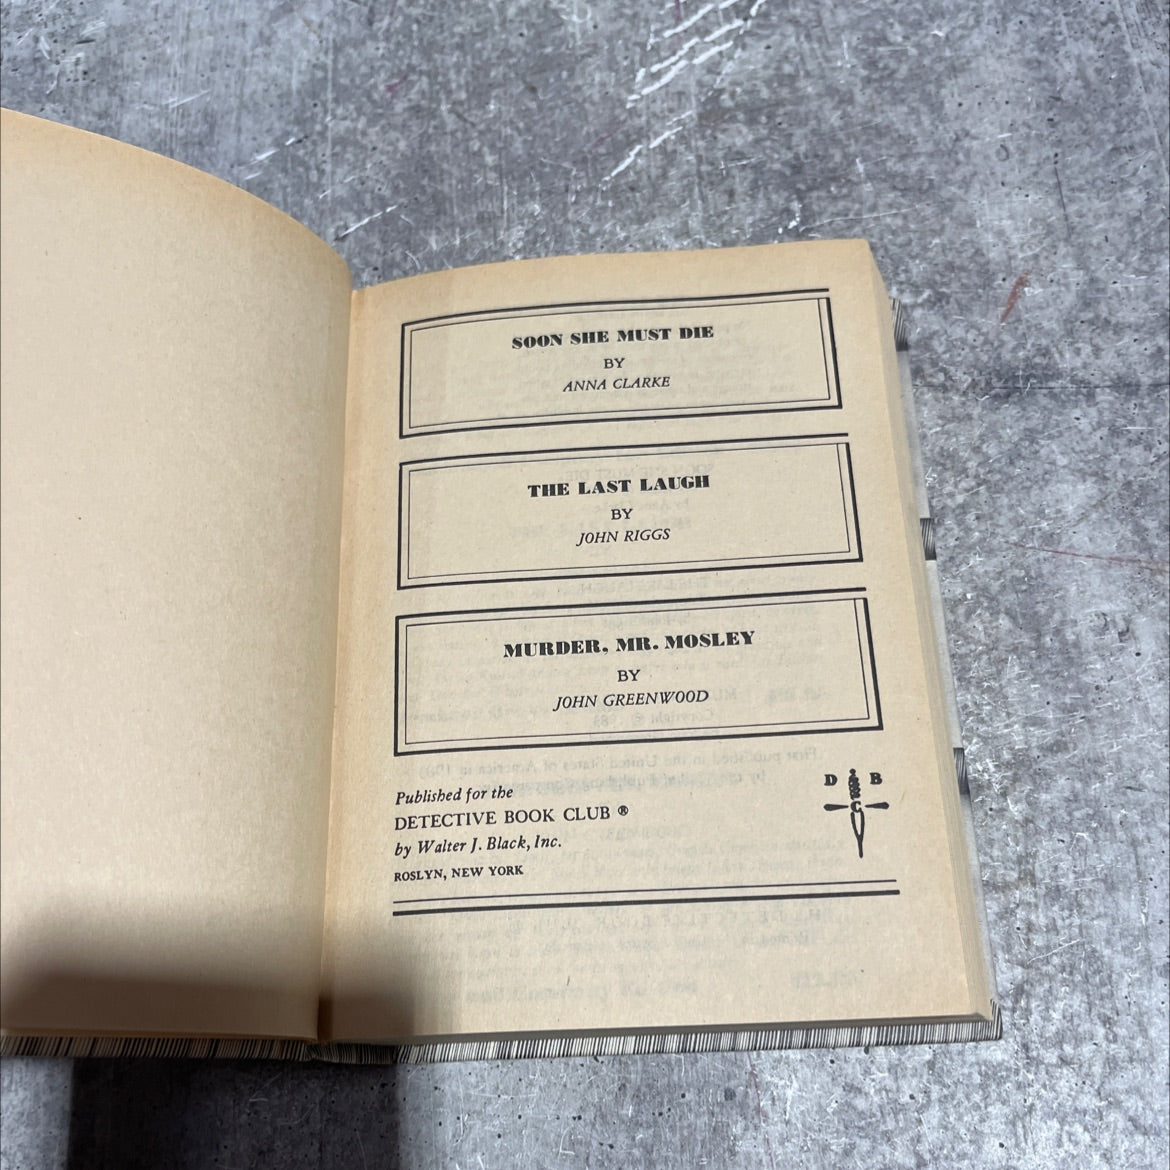 SOON SHE MUST DIE
BY
ANNA CLARKE
THE LAST LAUGH
BY
JOHN RIGGS
MURDER, MR. MOSLEY
BY
JOHN GREENWOOD
Published for the
DETECTIVE BOOK CLUB ®
by Walter J. Black, Inc.
ROSLYN, NEW YORK
D B
C